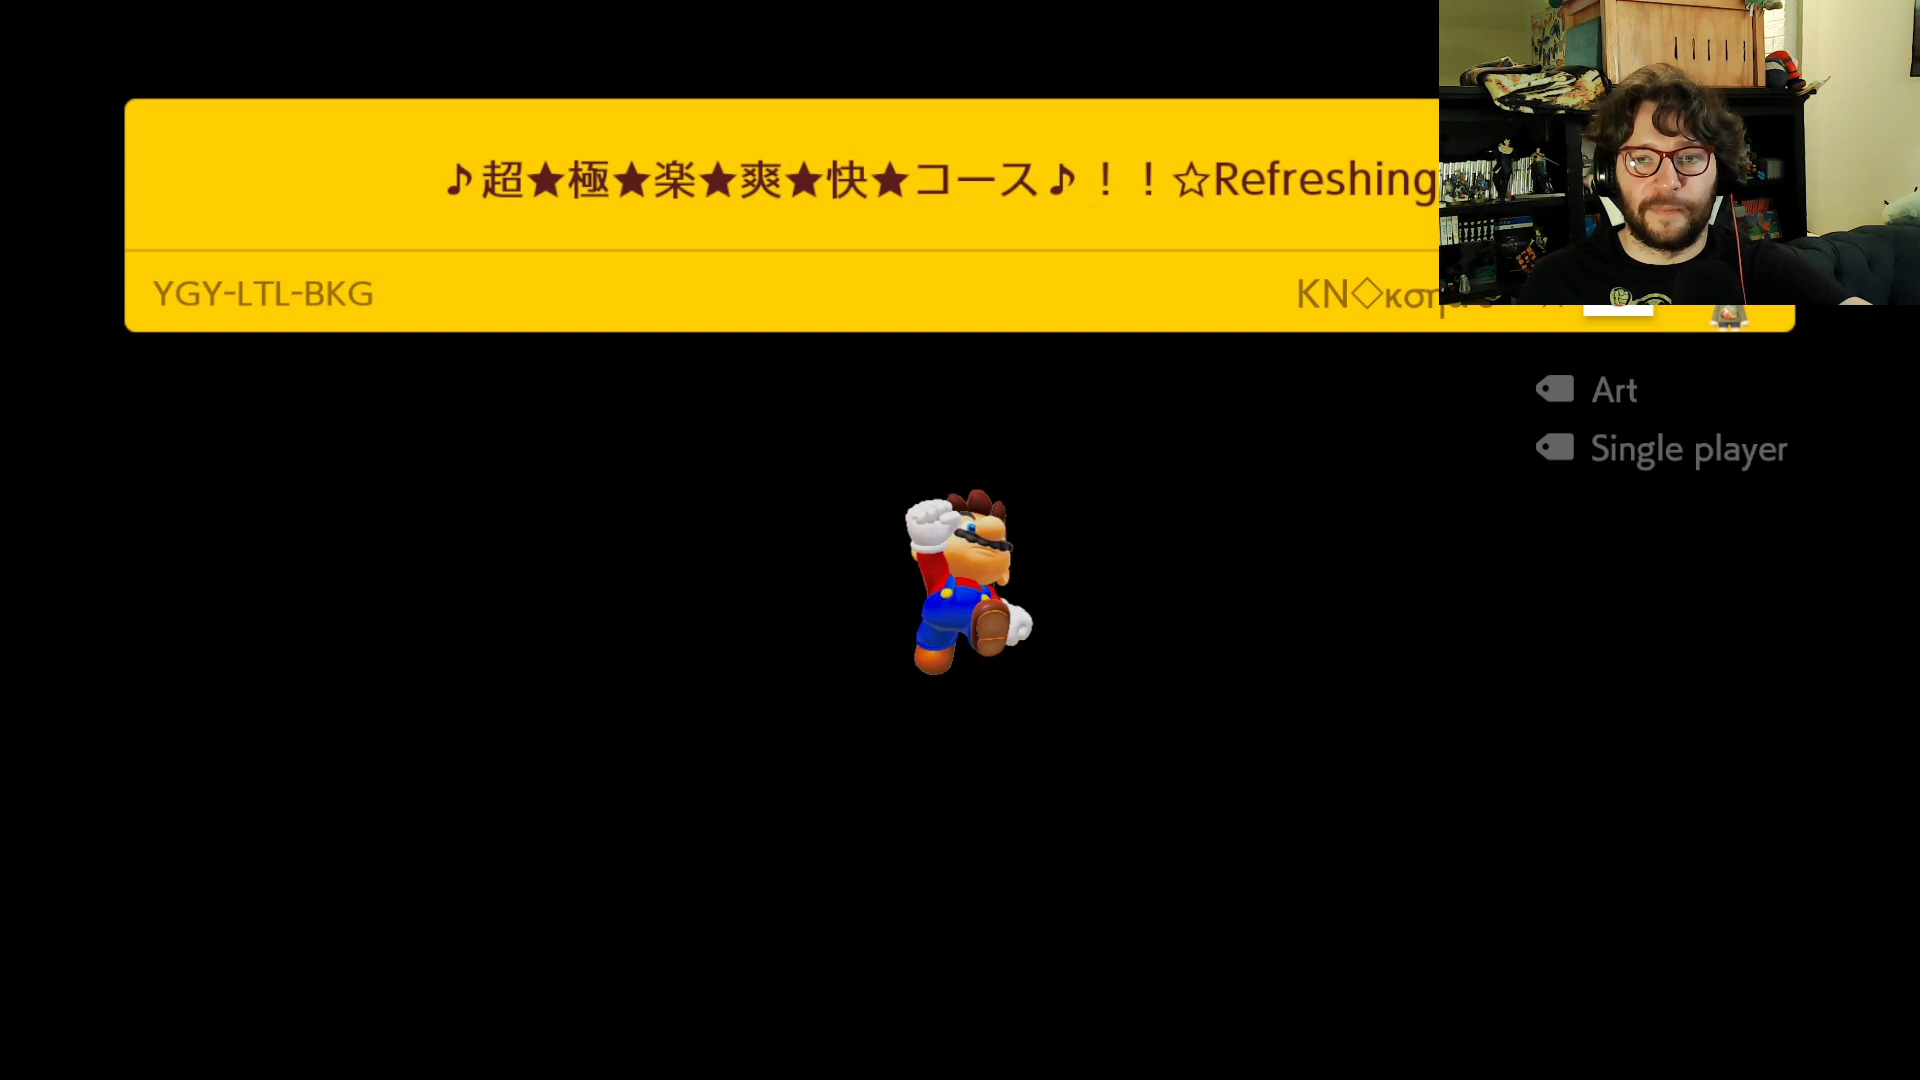 ♪超★極★楽★爽★快★コース♪！！☆Refreshing
YGY-LTL-BKG
Art
Single player